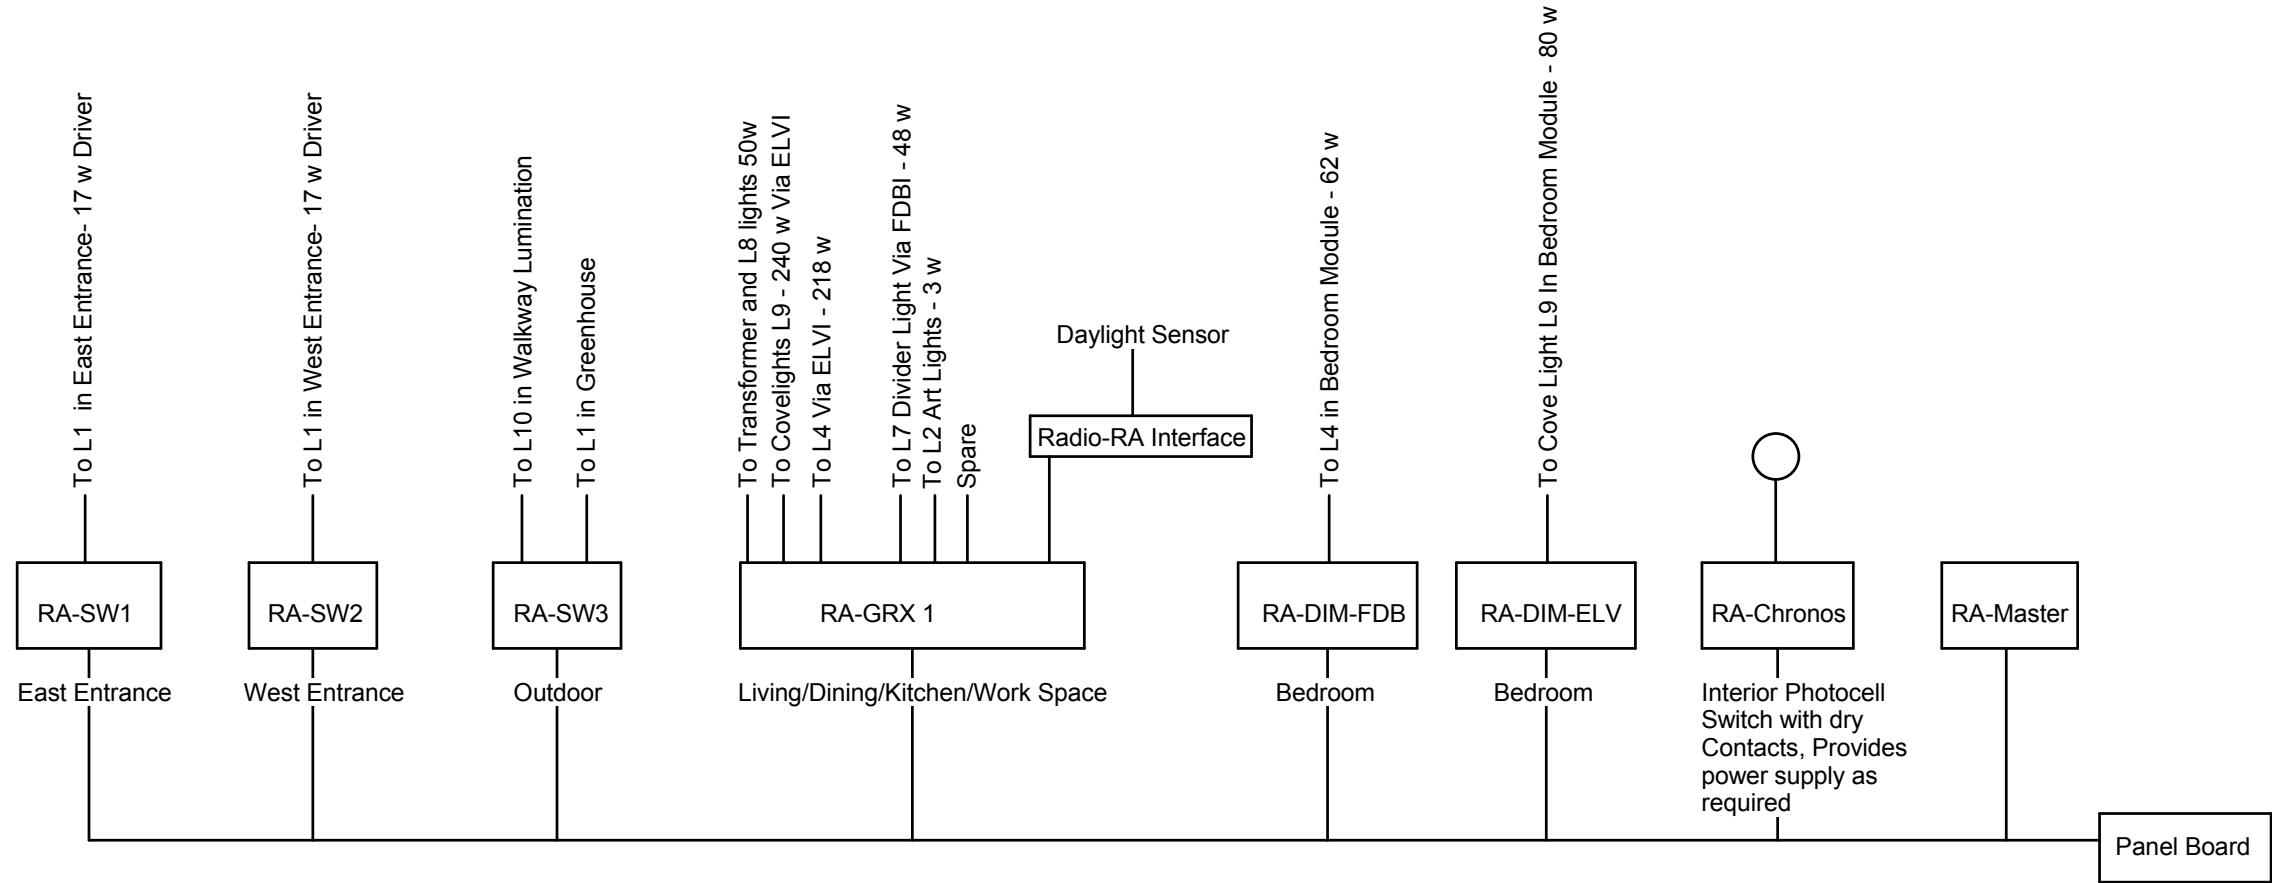 To L1 in East Entrance- 17 w Driver
To L1 in West Entrance- 17 w Driver
To L10 in Walkway Lumination
To L1 in Greenhouse
To Transformer and L8 lights 50w
To Covelights L9 - 240 w Via ELVI
To L4 Via ELVI - 218 w
To L7 Divider Light Via FDBI - 48 w
To L2 Art Lights - 3 w
Spare
Daylight Sensor
Radio-RA Interface
To L4 in Bedroom Module - 62 w
To Cove Light L9 In Bedroom Module - 80 w
RA-SW1
RA-SW2
RA-SW3
RA-GRX 1
RA-DIM-FDB
RA-DIM-ELV
RA-Chronos
RA-Master
East Entrance
West Entrance
Outdoor
Living/Dining/Kitchen/Work Space
Bedroom
Bedroom
Interior Photocell
Switch with dry
Contacts, Provides
power supply as
required
Panel Board